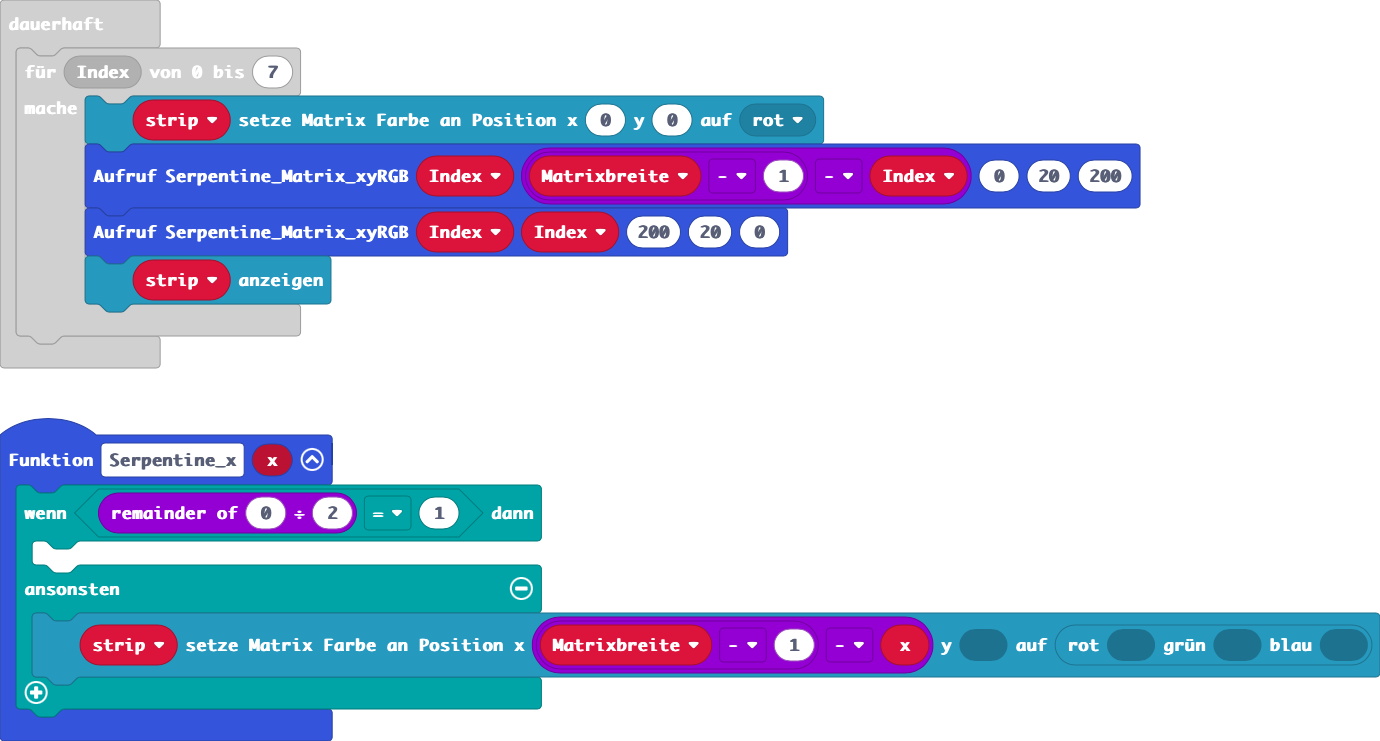 dauerhaft
für Index von 0 bis 7
mache
strip setze Matrix Farbe an Position x 0 y 0 auf rot
Aufruf Serpentine_Matrix_xyRGB Index Matrixbreite - 1 - Index 0 20 200
Aufruf Serpentine_Matrix_xyRGB Index Index 200 20 0
strip anzeigen
Funktion Serpentine_x x
wenn remainder of 0 ÷ 2 = 1 dann
ansonsten
strip setze Matrix Farbe an Position x Matrixbreite - 1 - x y auf rot grün blau